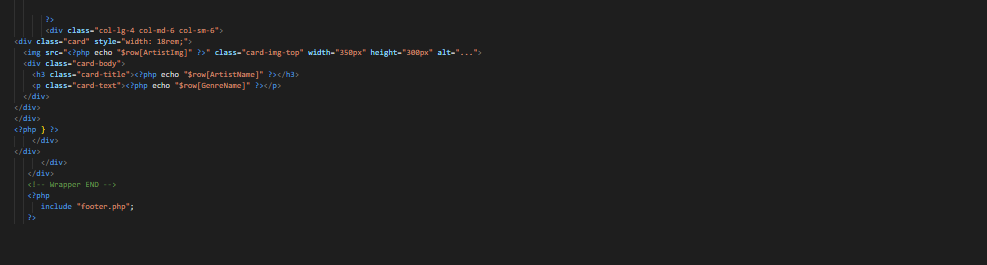 ?>
<div class="col-lg-4 col-md-6 col-sm-6">
<div class="card" style="width: 18rem;">
<img src="<?php echo "$row[ArtistImg]" ?>" class="card-img-top" width="350px" height="300px" alt="...">
<div class="card-body">
<h3 class="card-title"><?php echo "$row[ArtistName]" ?></h3>
<p class="card-text"><?php echo "$row[GenreName]" ?></p>
</div>
</div>
</div>
<?php } ?>
</div>
</div>
</div>
</div>
<!-- Wrapper END -->
<?php
include "footer.php";
?>